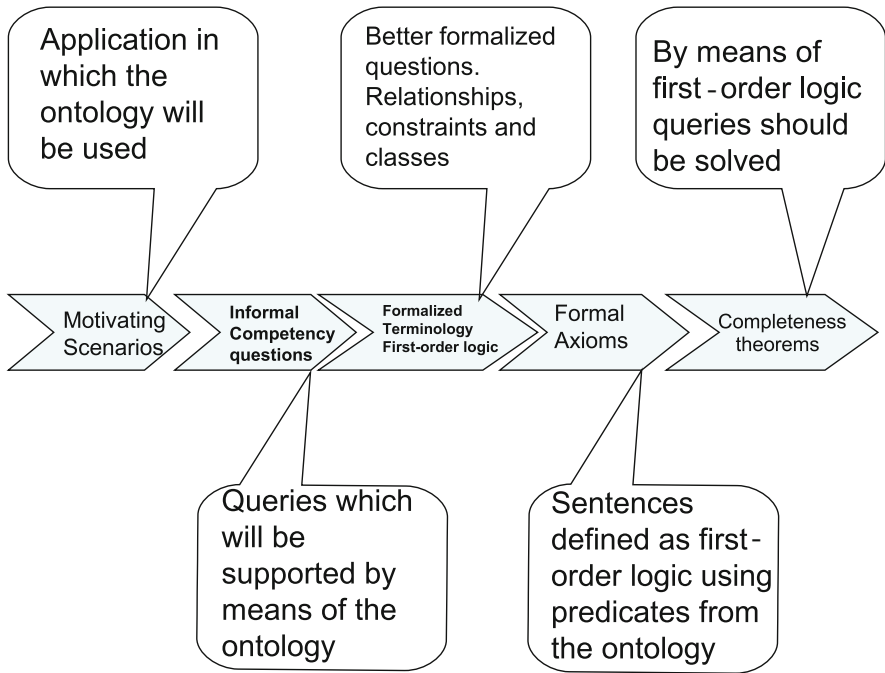 Application in
which the
ontology will
be used
Better formalized
questions.
Relationships,
constraints and
classes
By means of
first-order logic
queries should
be solved
Motivating
Scenarios
Informal
Competency
questions
Formalized
Terminology
First-order logic
Formal
Axioms
Completeness
theorems
Queries which
will be
supported by
means of the
ontology
Sentences
defined as first-
order logic using
predicates from
the ontology